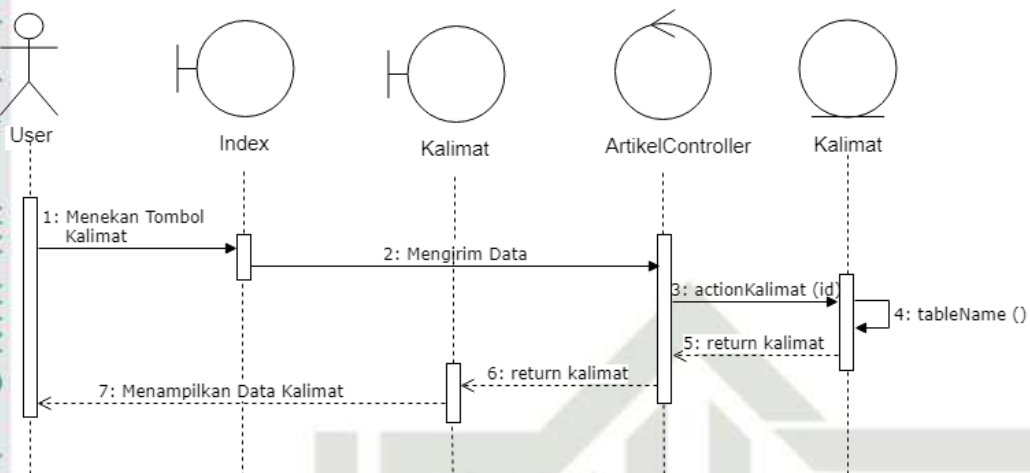 User
Index
Kalimat
ArtikelController
Kalimat
1: Menekan Tombol
Kalimat
2: Mengirim Data
3: actionKalimat (id)
4: tableName ()
5: return kalimat
6: return kalimat
7: Menampilkan Data Kalimat